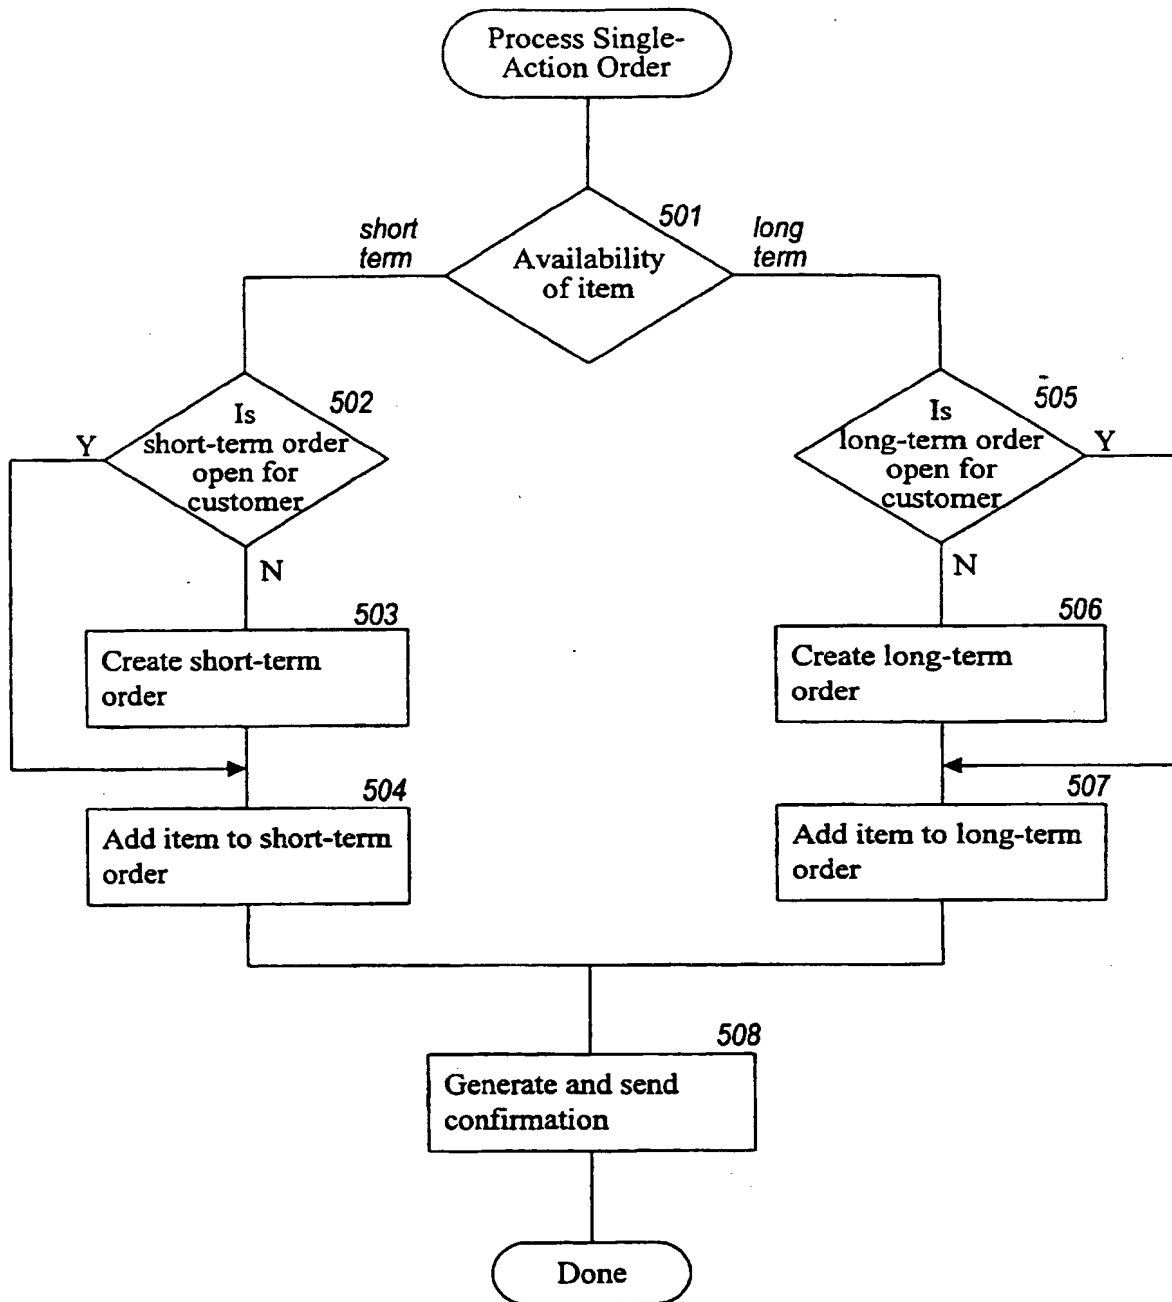 Process Single-
Action Order
501
short
term
long
term
Availability
of item
502
Is
short-term order
open for
customer
Y
N
505
Is
long-term order
open for
customer
Y
N
503
Create short-term
order
506
Create long-term
order
504
Add item to short-term
order
507
Add item to long-term
order
508
Generate and send
confirmation
Done